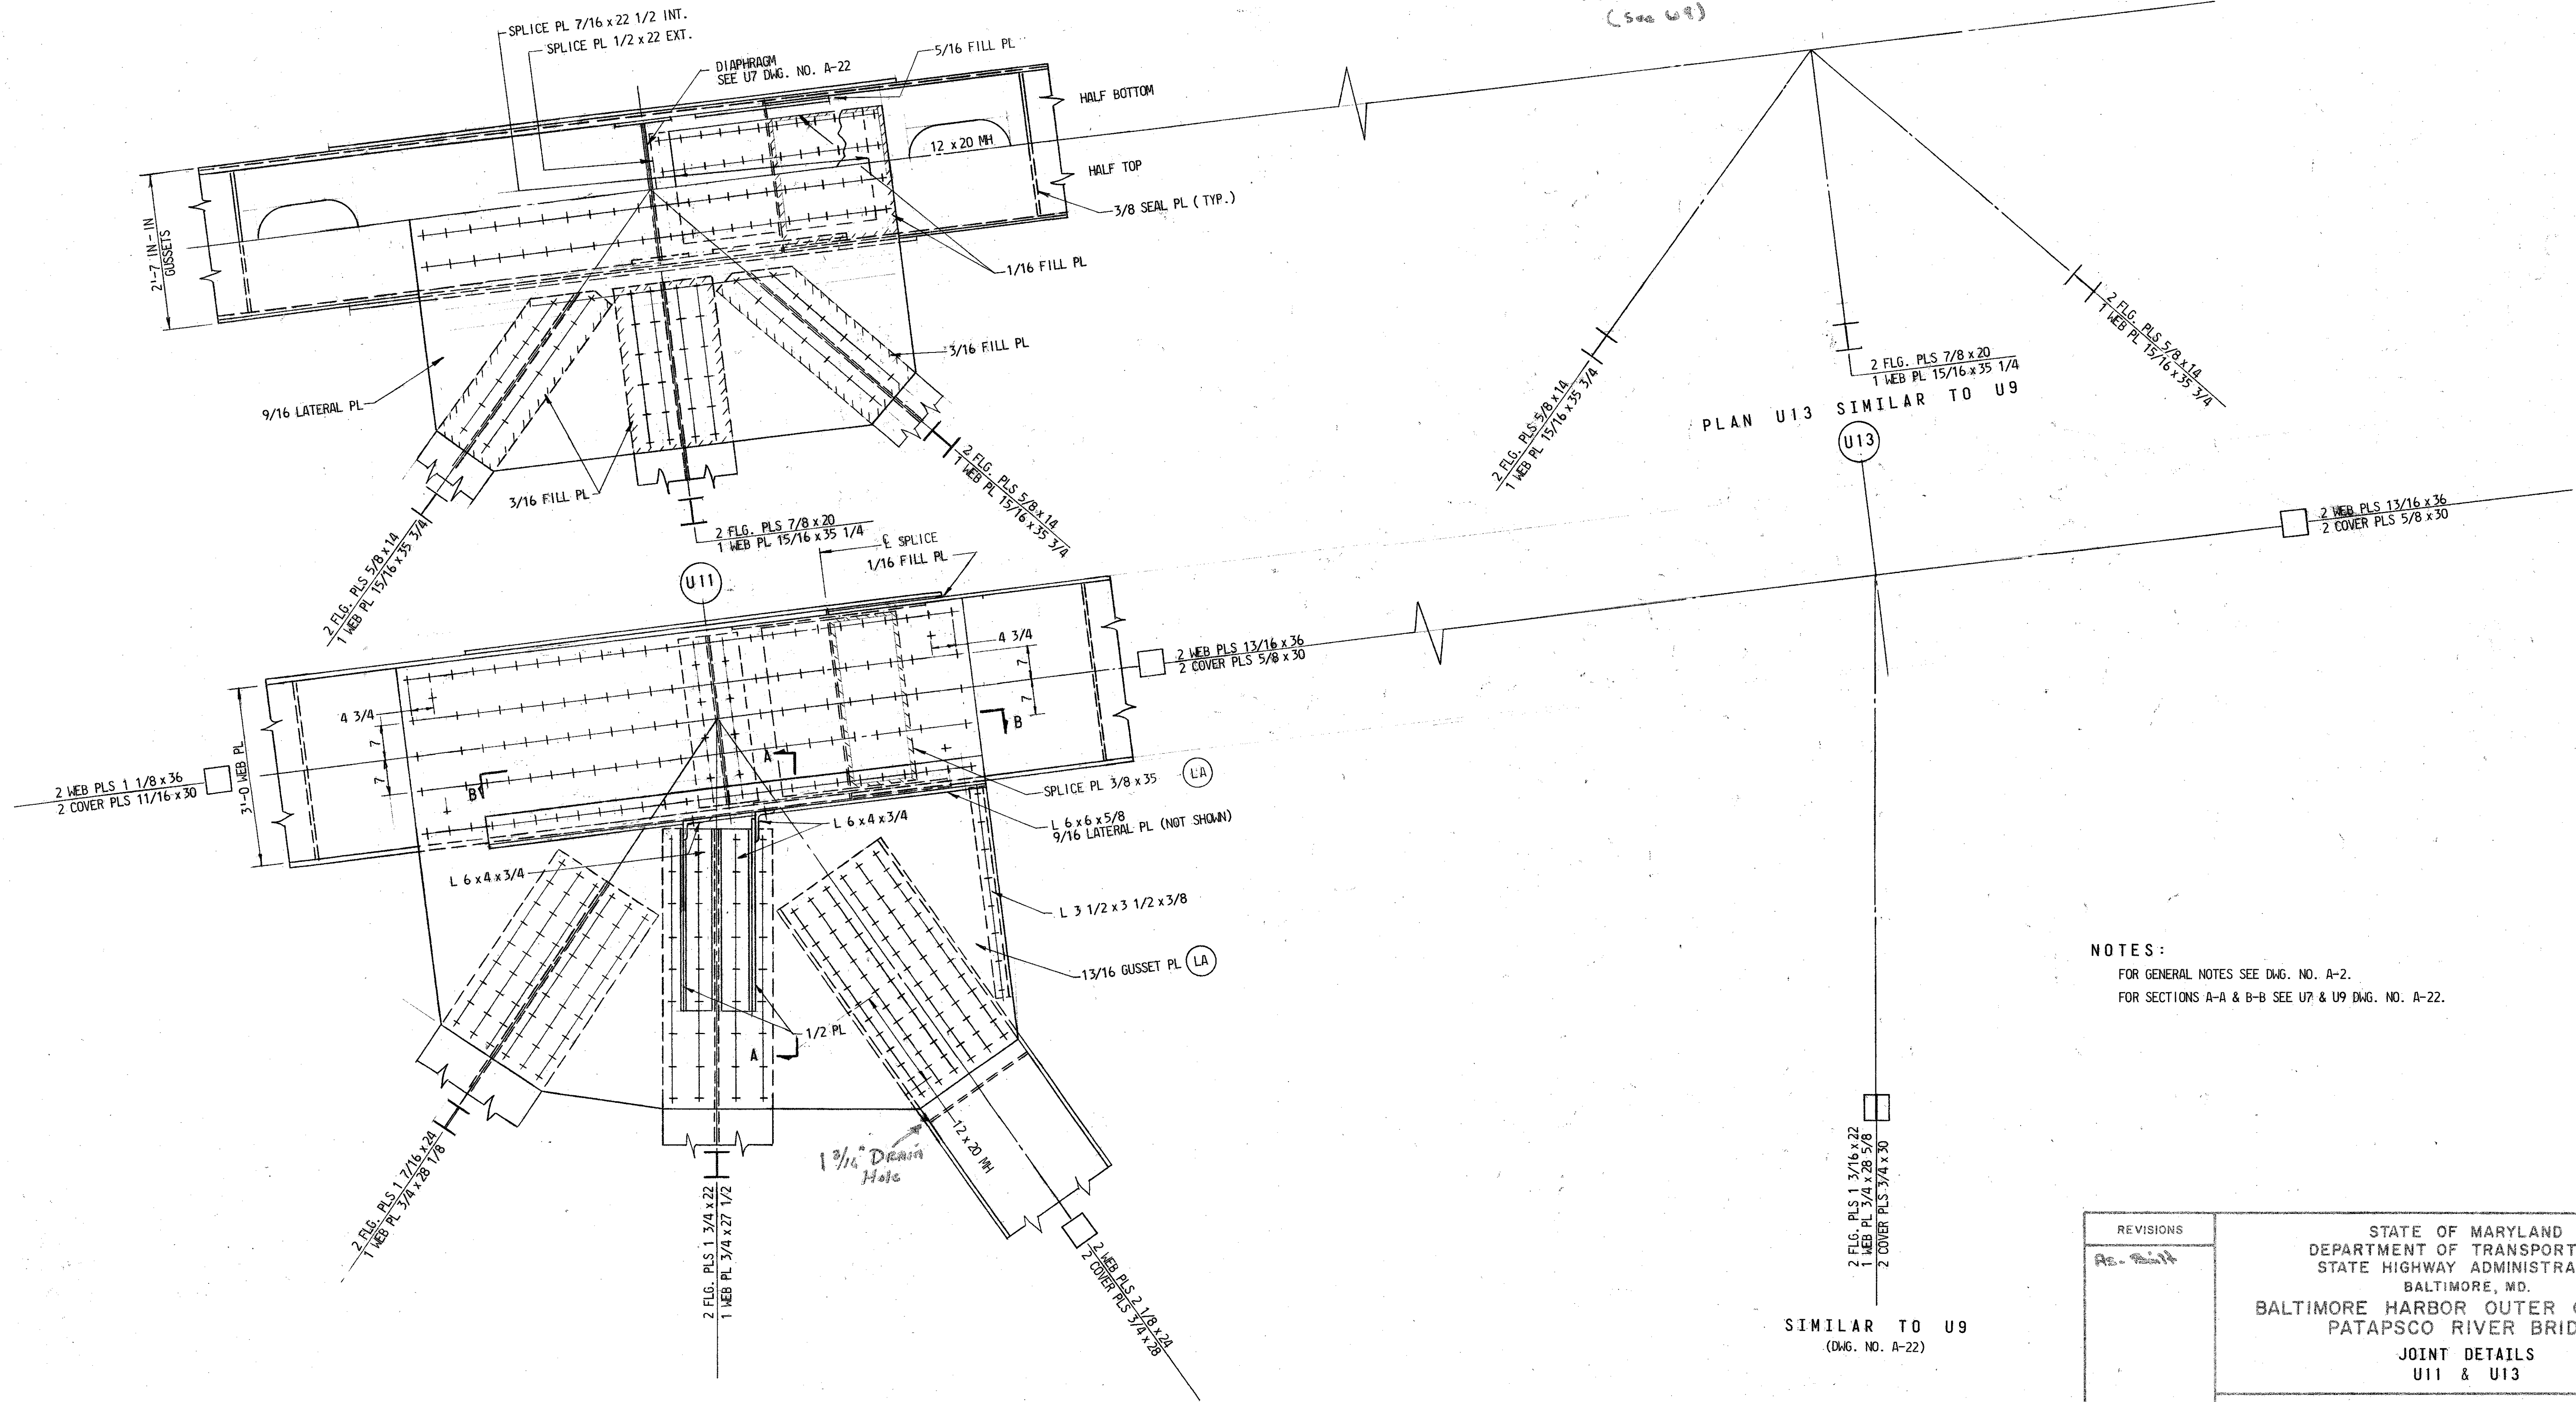 (See U9)
SPLICE PL 7/16 x 22 1/2 INT.
SPLICE PL 1/2 x 22 EXT.
DIAPHRAGM
SEE U7 DWG. NO. A-22
5/16 FILL PL
HALF BOTTOM
12 x 20 MH
HALF TOP
3/8 SEAL PL (TYP.)
2'-7 IN-IN
GUSSETS
1/16 FILL PL
3/16 FILL PL
9/16 LATERAL PL
3/16 FILL PL
2 FLG. PLS 5/8 x 14
1 WEB PL 15/16 x 35 3/4
2 FLG. PLS 7/8 x 20
1 WEB PL 15/16 x 35 1/4
2 FLG. PLS 5/8 x 14
1 WEB PL 15/16 x 35 3/4
2 FLG. PLS 5/8 x 14
1 WEB PL 15/16 x 35 3/4
2 FLG. PLS 7/8 x 20
1 WEB PL 15/16 x 35 1/4
2 FLG. PLS 5/8 x 14
1 WEB PL 15/16 x 35 3/4
PLAN U13 SIMILAR TO U9
U13
2 WEB PLS 13/16 x 36
2 COVER PLS 5/8 x 30
℄ SPLICE
1/16 FILL PL
U11
4 3/4
7
7
2 WEB PLS 13/16 x 36
2 COVER PLS 5/8 x 30
4 3/4
7
7
B
A
B
3'-0 WEB PL
2 WEB PLS 1 1/8 x 36
2 COVER PLS 11/16 x 30
SPLICE PL 3/8 x 35 LA
L 6 x 4 x 3/4
L 6 x 6 x 5/8
9/16 LATERAL PL (NOT SHOWN)
L 6 x 4 x 3/4
L 3 1/2 x 3 1/2 x 3/8
13/16 GUSSET PL LA
1/2 PL
A
12 x 20 MH
1 3/16" Drain
Hole
2 FLG. PLS 1 7/16 x 24
1 WEB PL 3/4 x 28 1/8
2 FLG. PLS 1 3/4 x 22
1 WEB PL 3/4 x 27 1/2
2 WEB PLS 2 1/8 x 24
2 COVER PLS 3/4 x 28
NOTES:
FOR GENERAL NOTES SEE DWG. NO. A-2.
FOR SECTIONS A-A & B-B SEE U7 & U9 DWG. NO. A-22.
2 FLG. PLS 1 3/16 x 22
1 WEB PL 3/4 x 28 5/8
2 COVER PLS 3/4 x 30
SIMILAR TO U9
(DWG. NO. A-22)
REVISIONS
As-Built
STATE OF MARYLAND
DEPARTMENT OF TRANSPORT
STATE HIGHWAY ADMINISTRA
BALTIMORE, MD.
BALTIMORE HARBOR OUTER
PATAPSCO RIVER BRID
JOINT DETAILS
U11 & U13